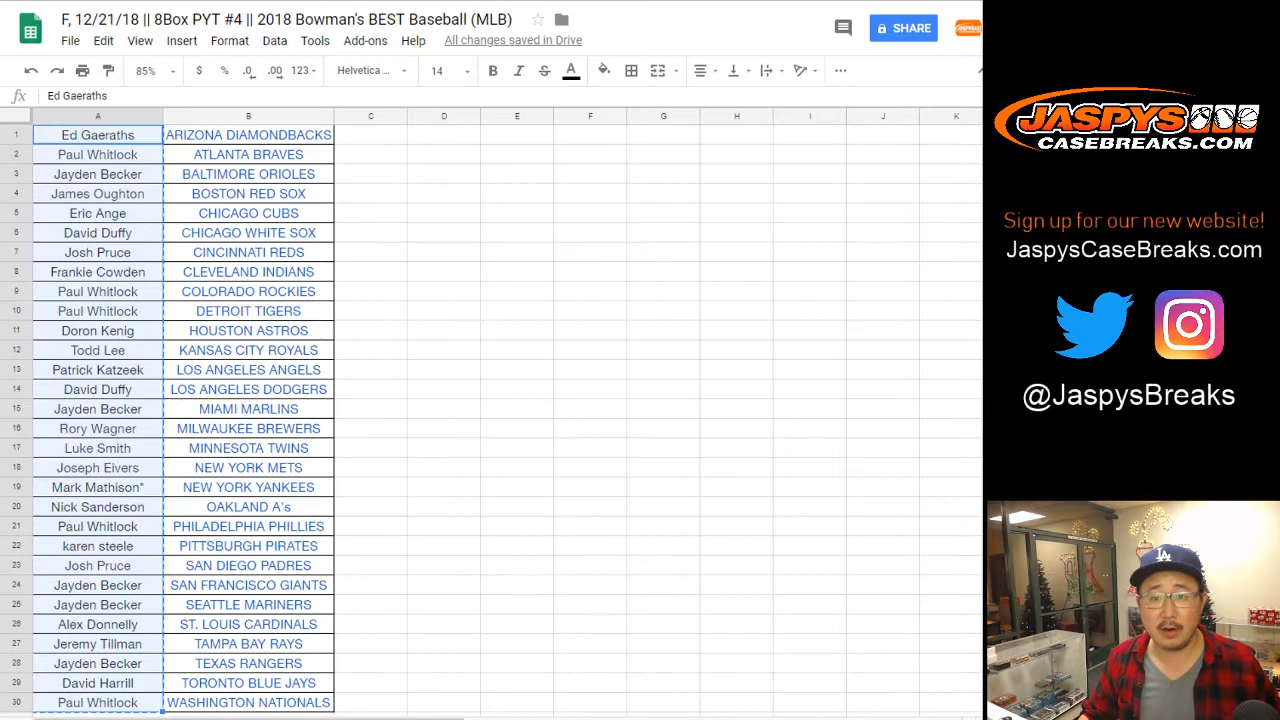 F, 12/21/18 || 8Box PYT #4 || 2018 Bowman's BEST Baseball (MLB)
File Edit View Insert Format Tools Add-ons Help All changes saved in Drive
SHARE
85% $ % .0 .00 123 Helvetica ... 14 B I S A
fx Ed Gaeraths
A B C D E F G H I J K
1 Ed Gaeraths ARIZONA DIAMONDBACKS
2 Paul Whitlock ATLANTA BRAVES
3 Jayden Becker BALTIMORE ORIOLES
4 James Oughton BOSTON RED SOX
5 Eric Ange CHICAGO CUBS
6 David Duffy CHICAGO WHITE SOX
7 Josh Pruce CINCINNATI REDS
8 Frankie Cowden CLEVELAND INDIANS
9 Paul Whitlock COLORADO ROCKIES
10 Paul Whitlock DETROIT TIGERS
11 Doron Kenig HOUSTON ASTROS
12 Todd Lee KANSAS CITY ROYALS
13 Patrick Katzeek LOS ANGELES ANGELS
14 David Duffy LOS ANGELES DODGERS
15 Jayden Becker MIAMI MARLINS
16 Rory Wagner MILWAUKEE BREWERS
17 Luke Smith MINNESOTA TWINS
18 Joseph Eivers NEW YORK METS
19 Mark Mathison* NEW YORK YANKEES
20 Nick Sanderson OAKLAND A's
21 Paul Whitlock PHILADELPHIA PHILLIES
22 karen steele PITTSBURGH PIRATES
23 Josh Pruce SAN DIEGO PADRES
24 Jayden Becker SAN FRANCISCO GIANTS
25 Jayden Becker SEATTLE MARINERS
26 Alex Donnelly ST. LOUIS CARDINALS
27 Jeremy Tillman TAMPA BAY RAYS
28 Jayden Becker TEXAS RANGERS
29 David Harrill TORONTO BLUE JAYS
30 Paul Whitlock WASHINGTON NATIONALS
JASPYS
CASEBREAKS.COM
Sign up for our new website!
JaspysCaseBreaks.com
@JaspysBreaks
LA